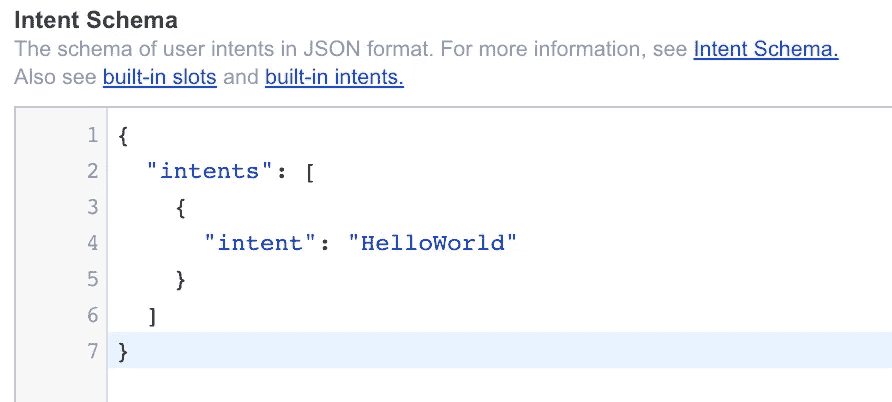 Intent Schema
The schema of user intents in JSON format. For more information, see Intent Schema.
Also see built-in slots and built-in intents.
1 {
2   "intents": [
3     {
4       "intent": "HelloWorld"
5     }
6   ]
7 }